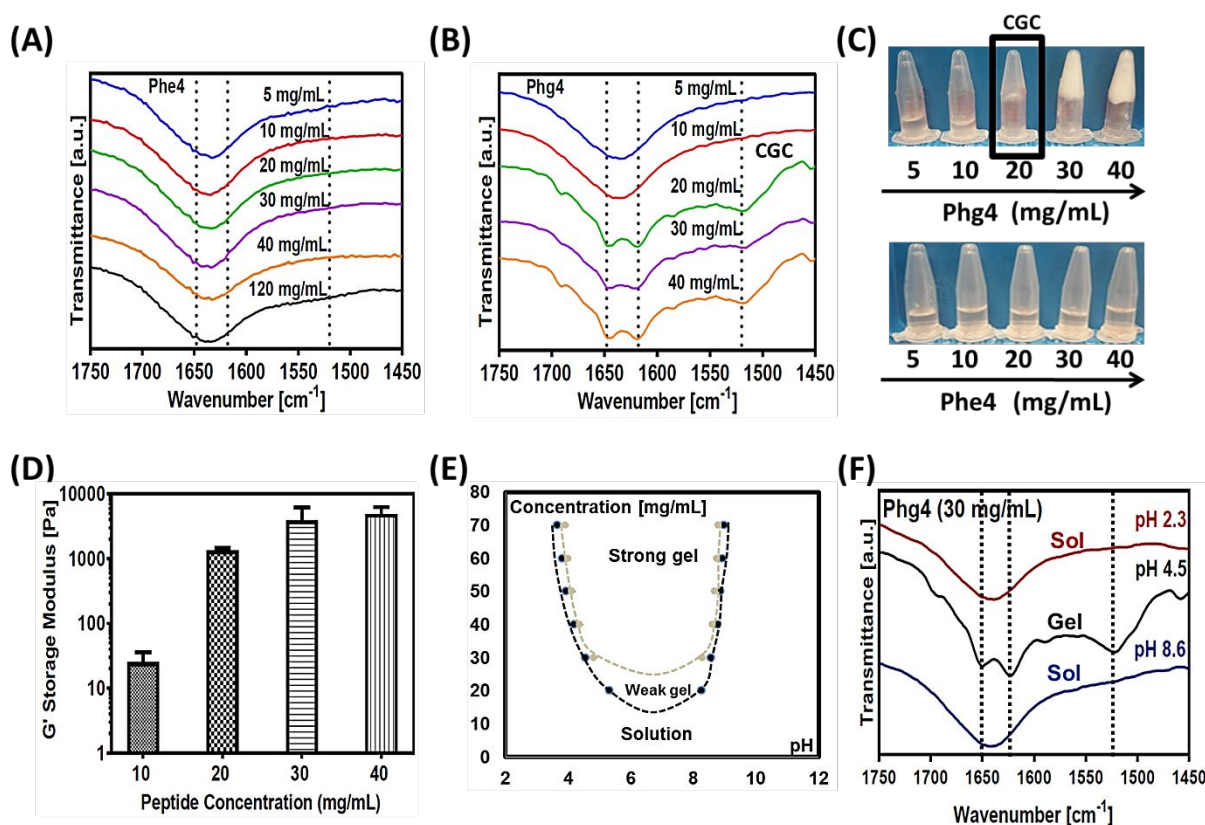 (A)
Phe4
5 mg/mL
10 mg/mL
20 mg/mL
30 mg/mL
40 mg/mL
120 mg/mL
Transmittance [a.u.]
1750 1700 1650 1600 1550 1500 1450
Wavenumber [cm⁻¹]
(B)
Phg4
5 mg/mL
10 mg/mL
CGC
20 mg/mL
30 mg/mL
40 mg/mL
Transmittance [a.u.]
1750 1700 1650 1600 1550 1500 1450
Wavenumber [cm⁻¹]
(C)
CGC
5 10 20 30 40
Phg4 (mg/mL)
5 10 20 30 40
Phe4 (mg/mL)
(D)
G' Storage Modulus [Pa]
10000
1000
100
10
1
10 20 30 40
Peptide Concentration (mg/mL)
(E)
Concentration [mg/mL]
80
70
60
50
40
30
20
10
0
Strong gel
Weak gel
Solution
pH
2 4 6 8 10 12
(F)
Phg4 (30 mg/mL)
pH 2.3
Sol
pH 4.5
Gel
pH 8.6
Sol
Transmittance [a.u.]
1750 1700 1650 1600 1550 1500 1450
Wavenumber [cm⁻¹]